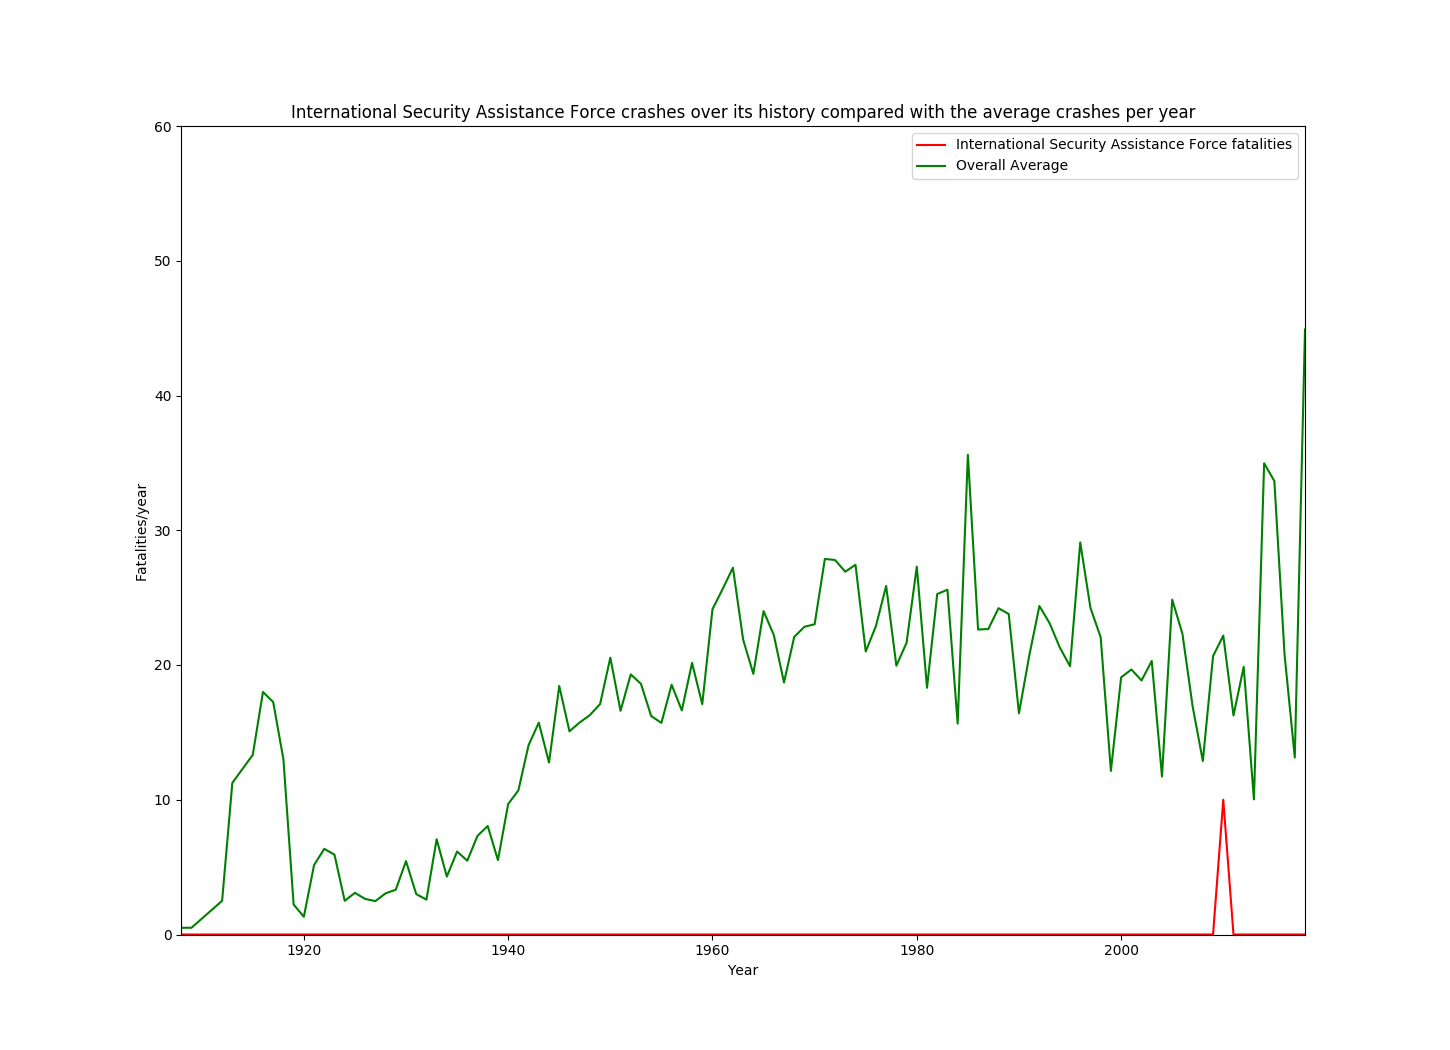 International Security Assistance Force crashes over its history compared with the average crashes per year
International Security Assistance Force fatalities
Overall Average
60
50
40
30
20
10
0
Fatalities/year
1920 1940 1960 1980 2000
Year